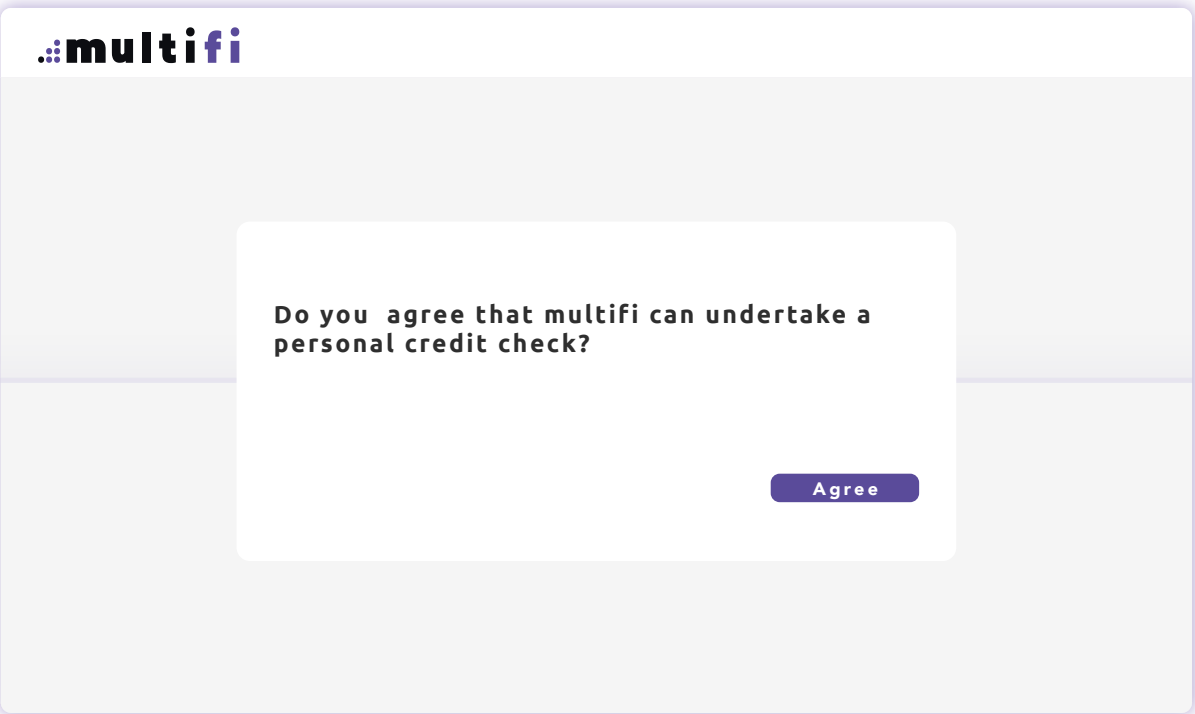 multifi
Do you  agree that multifi can undertake a
personal credit check?
Agree